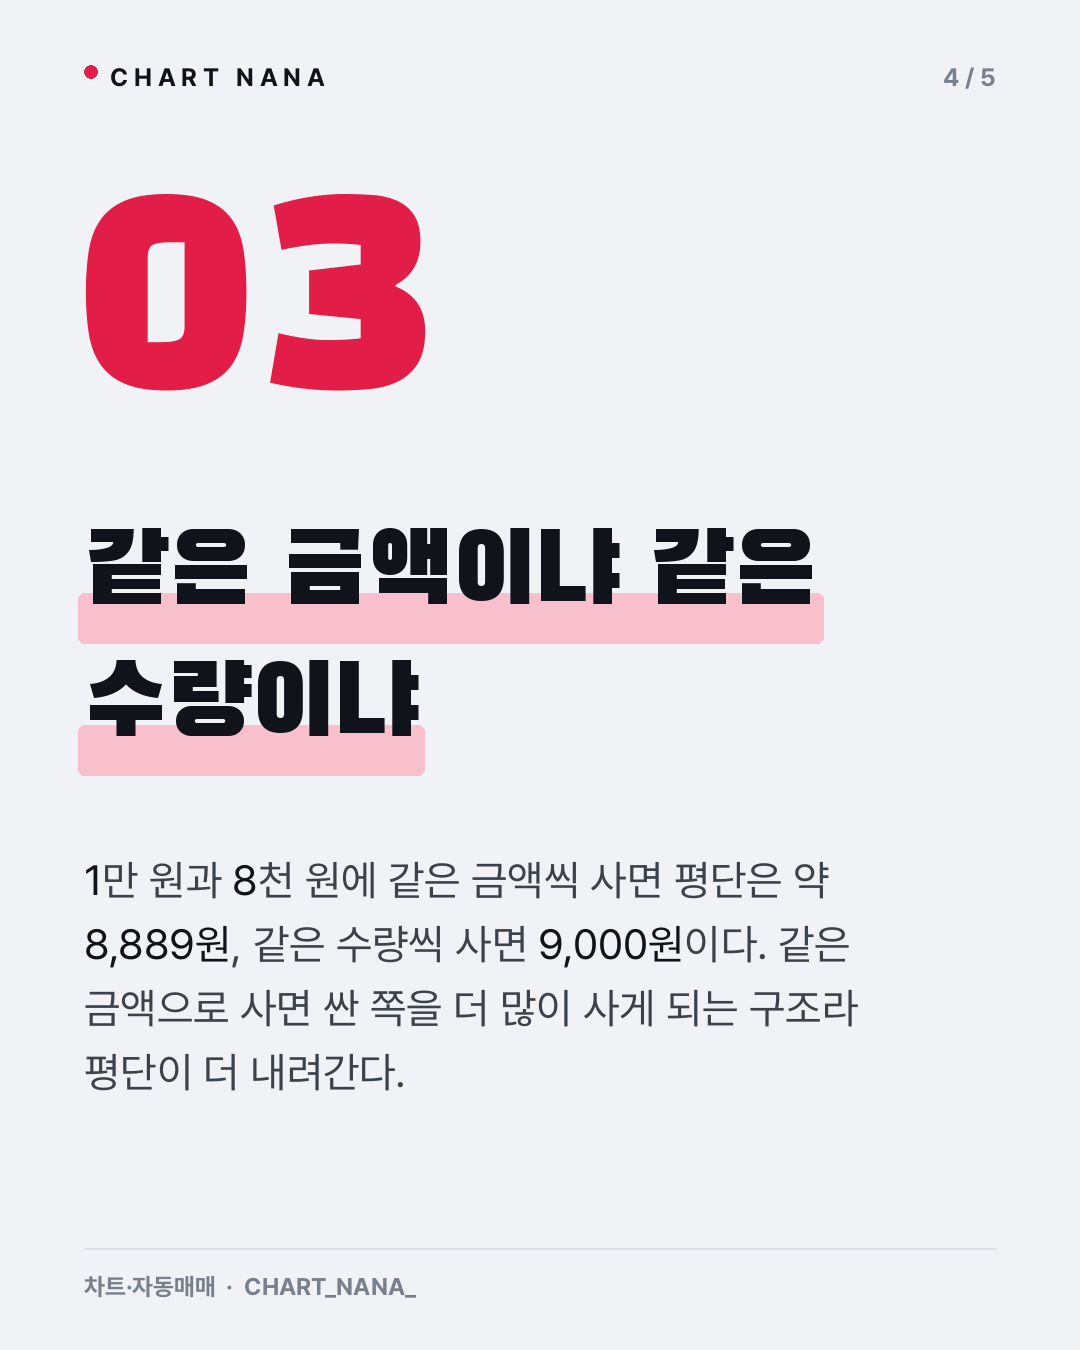 CHART NANA
4 / 5
03
같은 금액이냐 같은
수량이냐
1만 원과 8천 원에 같은 금액씩 사면 평단은 약
8,889원, 같은 수량씩 사면 9,000원이다. 같은
금액으로 사면 싼 쪽을 더 많이 사게 되는 구조라
평단이 더 내려간다.
차트·자동매매 · CHART_NANA_